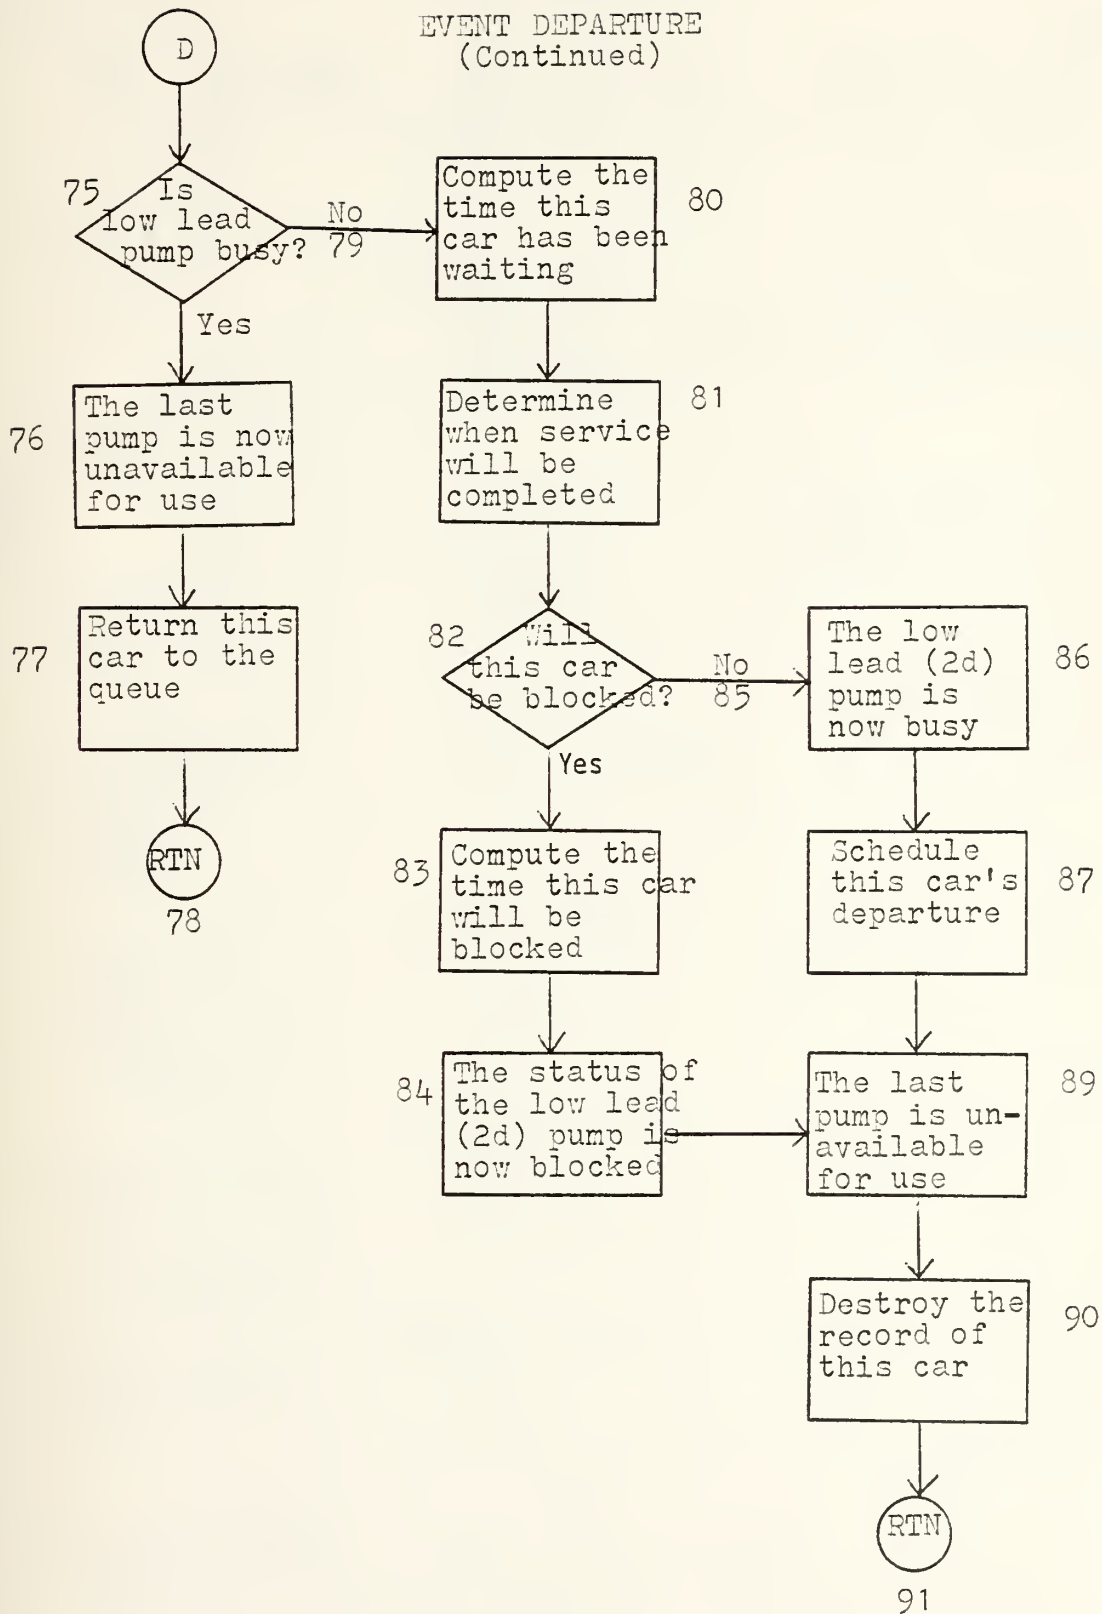 EVENT DEPARTURE
(Continued)
D
75
Is
low lead
pump busy?
No
79
Yes
76
The last
pump is now
unavailable
for use
77
Return this
car to the
queue
RTN
78
80
Compute the
time this
car has been
waiting
81
Determine
when service
will be
completed
82
Will
this car
be blocked?
No
85
Yes
83
Compute the
time this car
will be
blocked
84
The status of
the low lead
(2d) pump is
now blocked
86
The low
lead (2d)
pump is
now busy
87
Schedule
this car's
departure
89
The last
pump is un-
available
for use
90
Destroy the
record of
this car
RTN
91